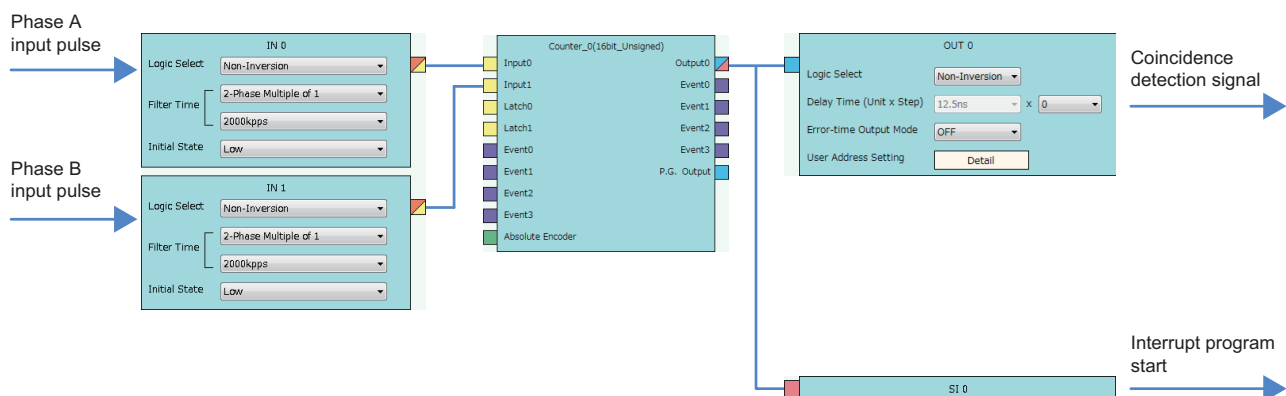 Phase A
input pulse
IN 0
Logic Select
Non-Inversion
Filter Time
2-Phase Multiple of 1
2000kpps
Initial State
Low
Phase B
input pulse
IN 1
Logic Select
Non-Inversion
Filter Time
2-Phase Multiple of 1
2000kpps
Initial State
Low
Counter_0(16bit_Unsigned)
Input0
Output0
Input1
Event0
Latch0
Event1
Latch1
Event2
Event0
Event3
Event1
P.G. Output
Event2
Event3
Absolute Encoder
OUT 0
Logic Select
Non-Inversion
Delay Time (Unit x Step)
12.5ns
x
0
Error-time Output Mode
OFF
User Address Setting
Detail
Coincidence
detection signal
SI 0
Interrupt program
start